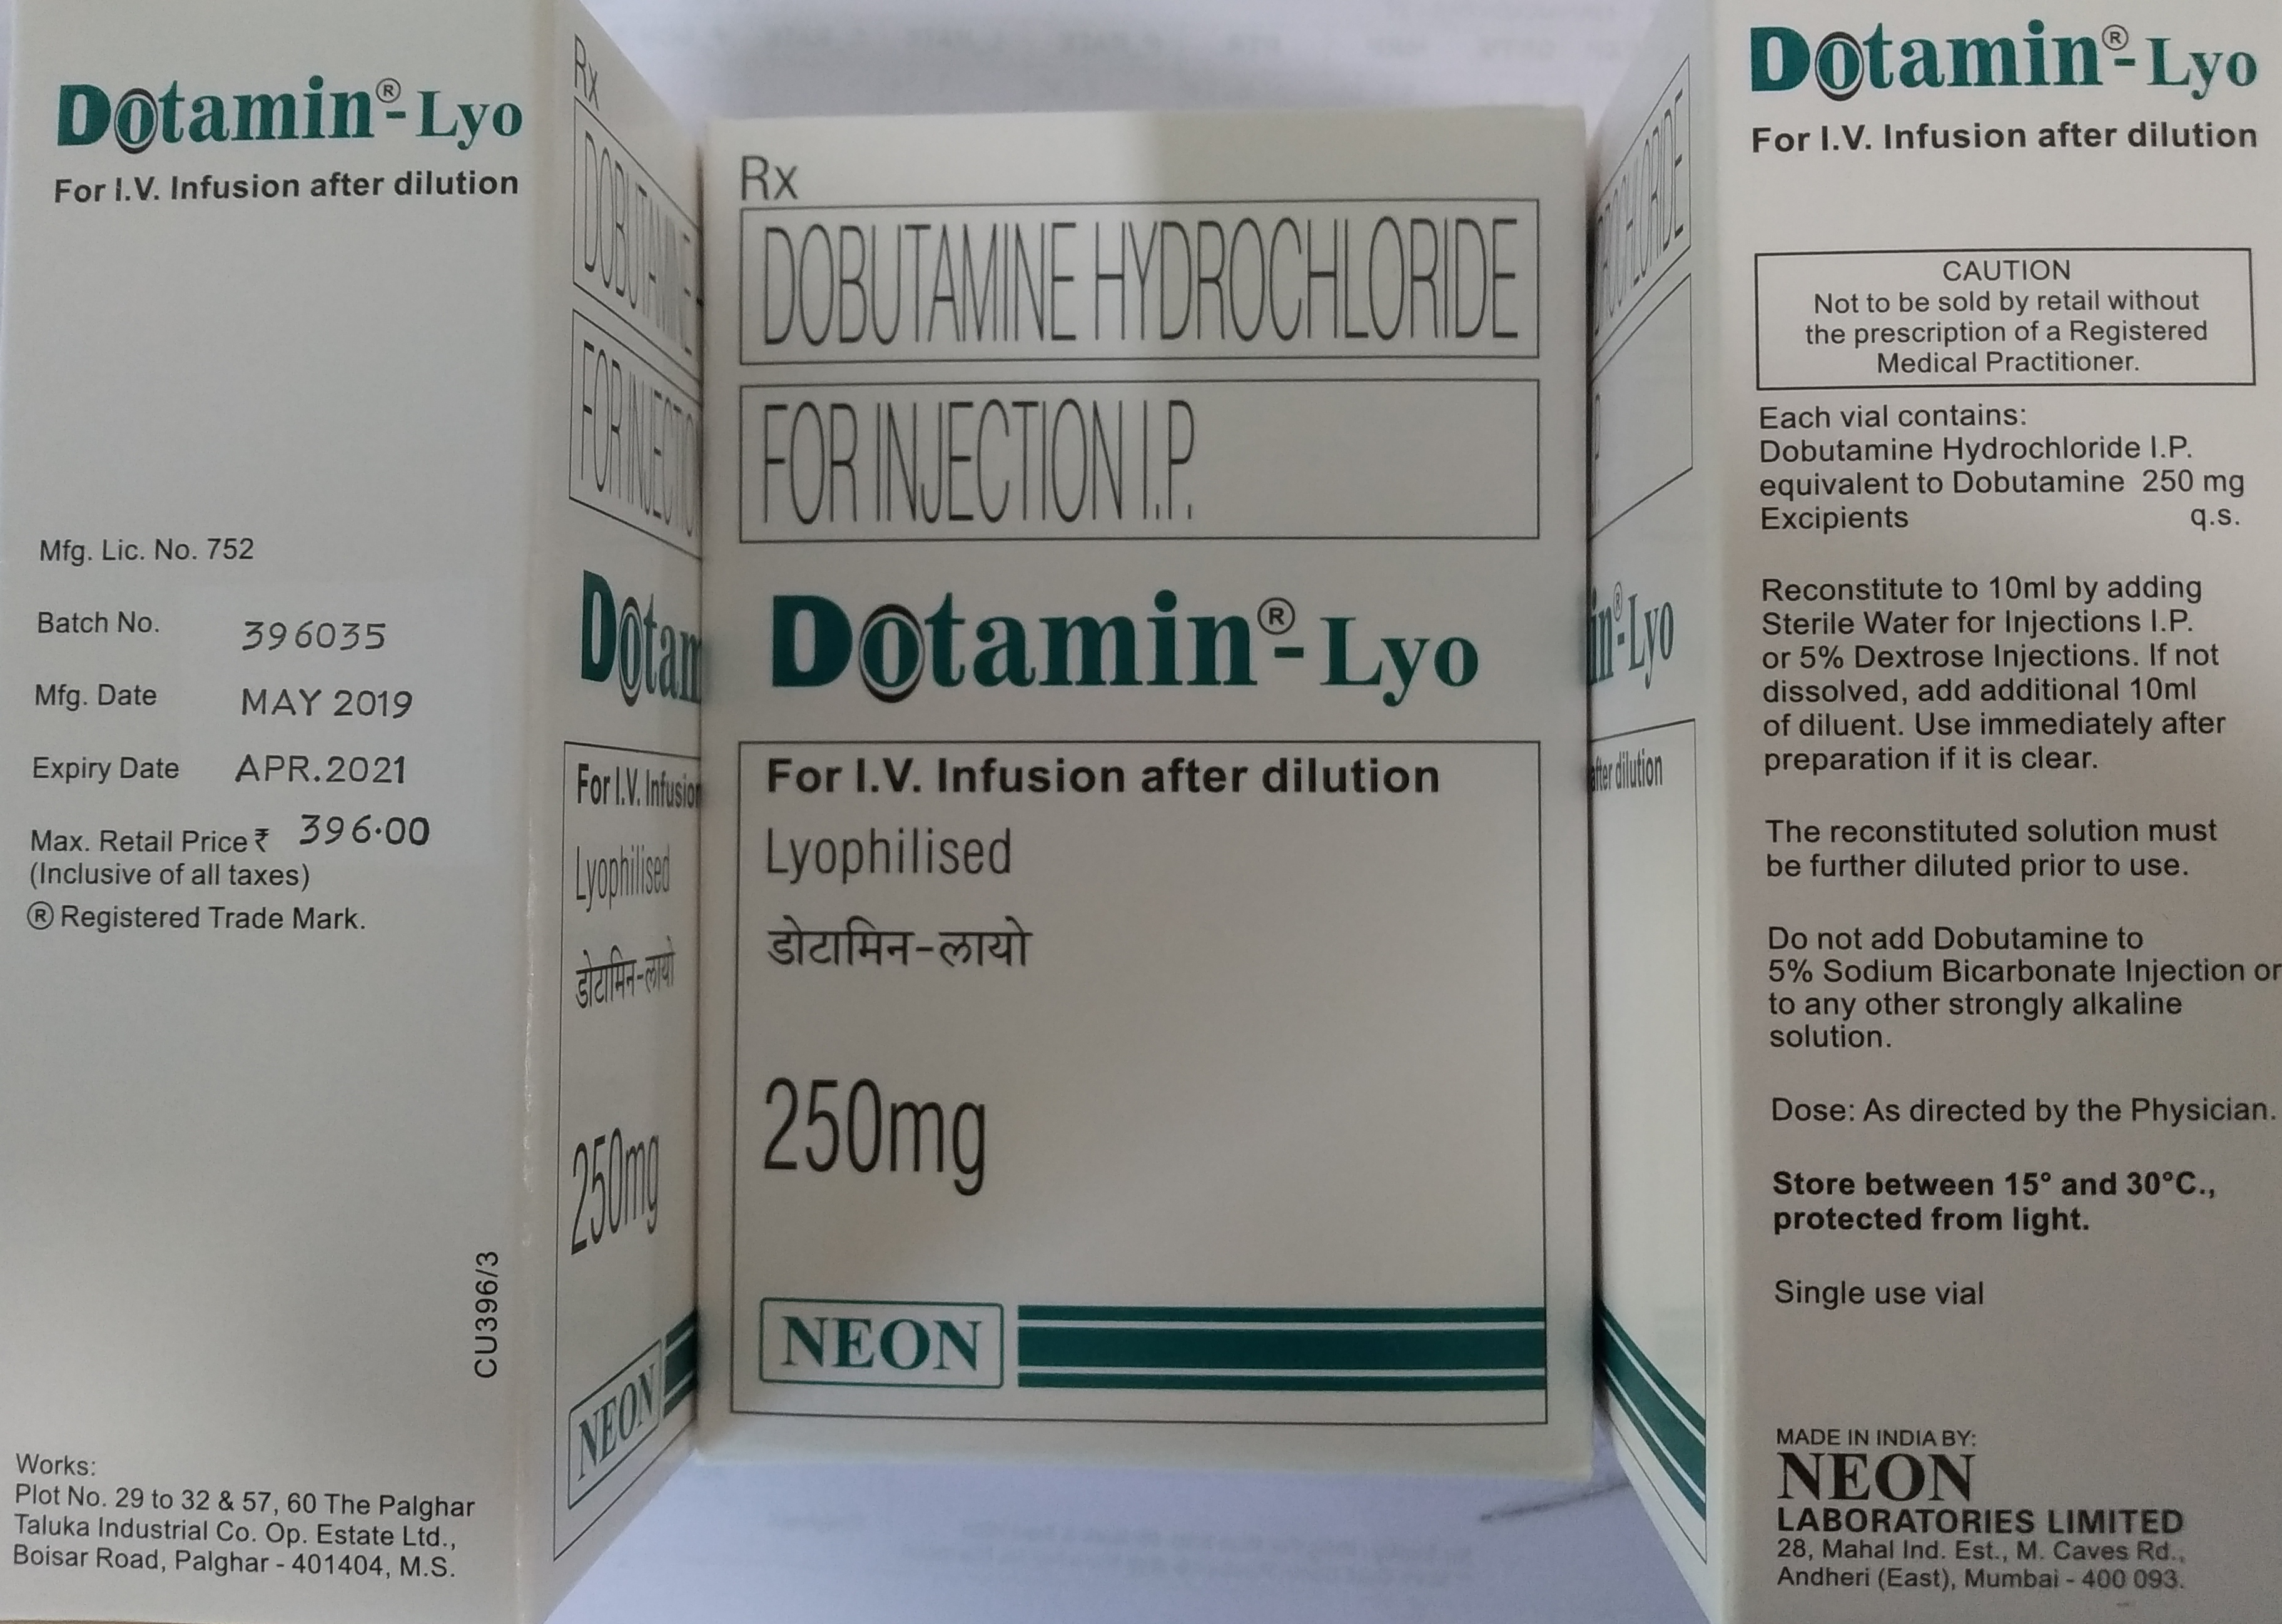 Dotamin®-Lyo
For I.V. Infusion after dilution
Mfg. Lic. No. 752
Batch No. 396035
Mfg. Date MAY 2019
Expiry Date APR.2021
Max. Retail Price ₹ 396.00
(Inclusive of all taxes)
® Registered Trade Mark.
CU396/3
Works:
Plot No. 29 to 32 & 57, 60 The Palghar
Taluka Industrial Co. Op. Estate Ltd.,
Boisar Road, Palghar - 401404, M.S.
Rx
DOBUTAMINE
FOR INJECTION
Dotam
For I.V. Infusion
Lyophilised
डोटामिन-लायो
250mg
NEON
Rx
DOBUTAMINE HYDROCHLORIDE
FOR INJECTION I.P.
Dotamin®-Lyo
For I.V. Infusion after dilution
Lyophilised
डोटामिन-लायो
250mg
NEON
ROCHLORIDE
in®-Lyo
after dilution
Dotamin®-Lyo
For I.V. Infusion after dilution
CAUTION
Not to be sold by retail without
the prescription of a Registered
Medical Practitioner.
Each vial contains:
Dobutamine Hydrochloride I.P.
equivalent to Dobutamine 250 mg
Excipients q.s.
Reconstitute to 10ml by adding
Sterile Water for Injections I.P.
or 5% Dextrose Injections. If not
dissolved, add additional 10ml
of diluent. Use immediately after
preparation if it is clear.
The reconstituted solution must
be further diluted prior to use.
Do not add Dobutamine to
5% Sodium Bicarbonate Injection or
to any other strongly alkaline
solution.
Dose: As directed by the Physician.
Store between 15° and 30°C.,
protected from light.
Single use vial
MADE IN INDIA BY:
NEON
LABORATORIES LIMITED
28, Mahal Ind. Est., M. Caves Rd.,
Andheri (East), Mumbai - 400 093.